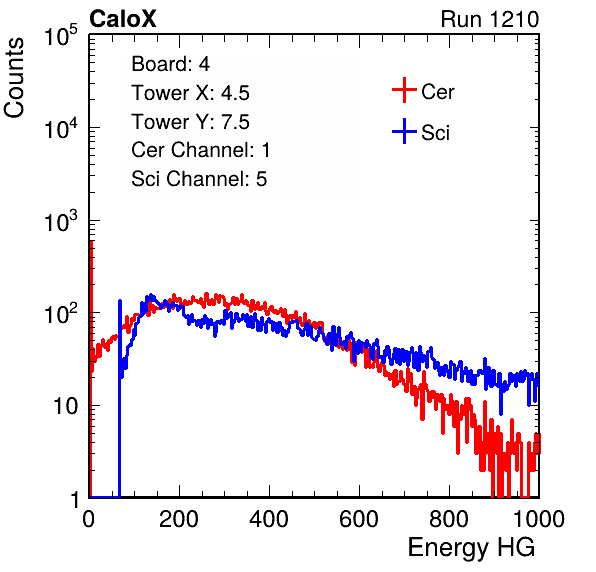 CaloX Run 1210
Counts
Board: 4
Tower X: 4.5
Tower Y: 7.5
Cer Channel: 1
Sci Channel: 5
Cer
Sci
10^5
10^4
10^3
10^2
10
1
0 200 400 600 800 1000
Energy HG